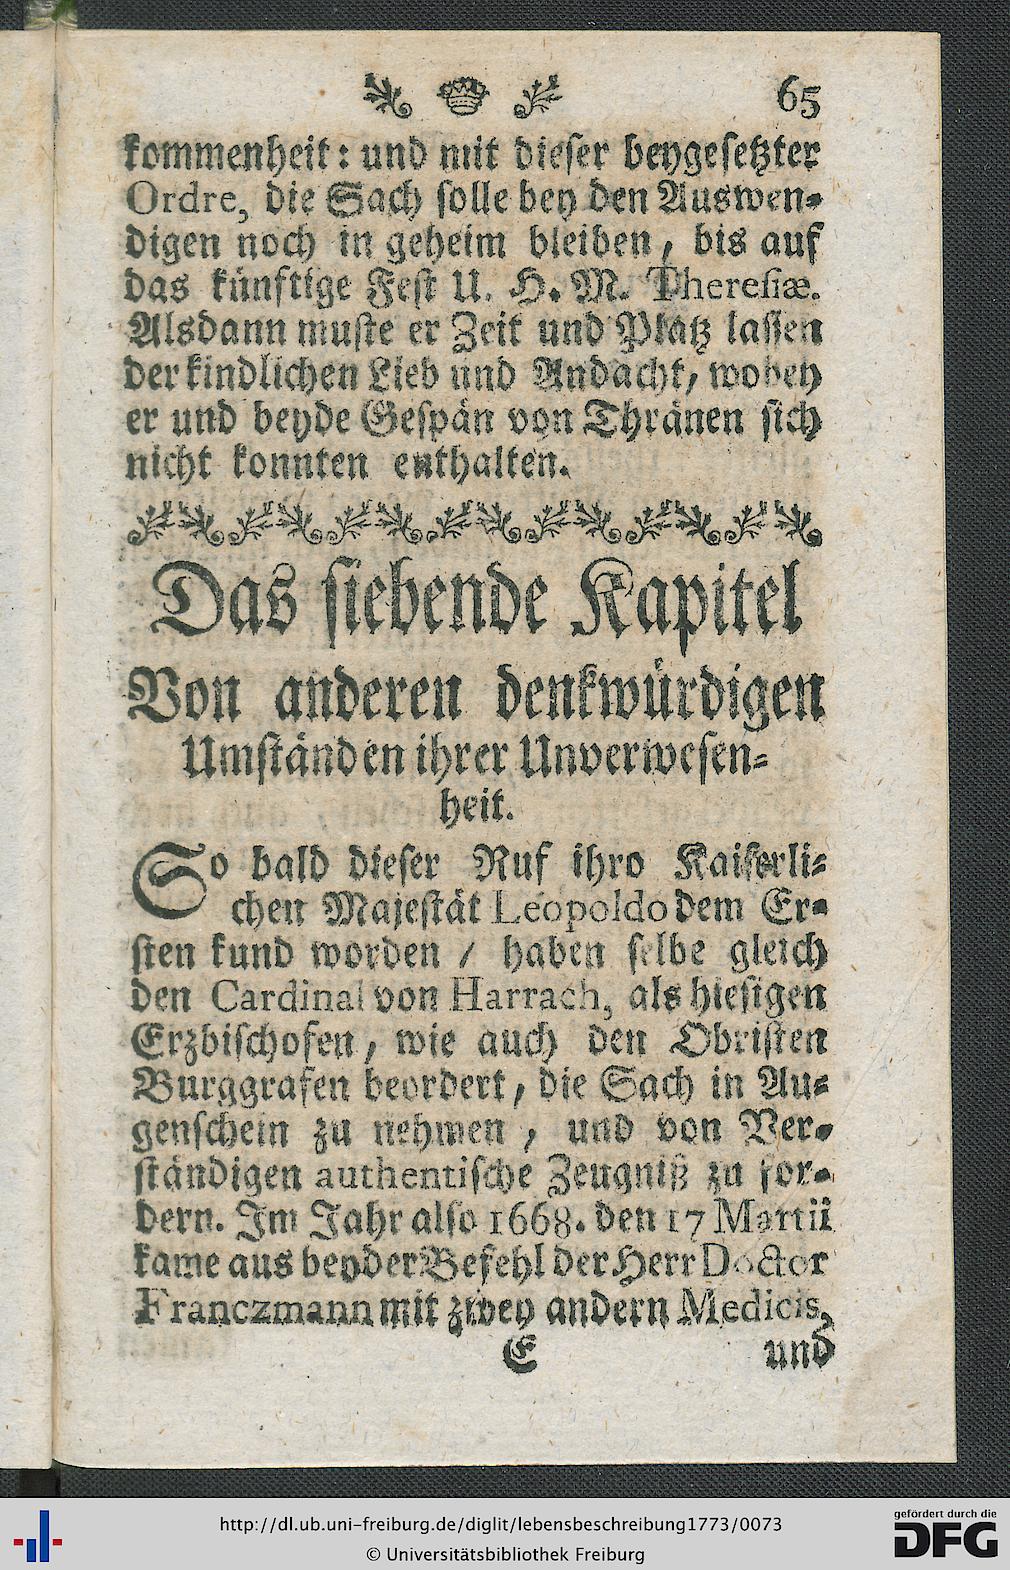 65
kommenheit: und mit dieser beygesetzter
Ordre, die Sach solle bey den Auswen-
digen noch in geheim bleiben, bis auf
das künftige Fest U. H. M. Theresiæ.
Alsdann muste er Zeit und Platz lassen
der kindlichen Lieb und Andacht, wobey
er und beyde Gespän von Thränen sich
nicht konnten enthalten.
Das siebende Kapitel
Von anderen denkwürdigen
Umständen ihrer Unverwesen-
heit.
So bald dieser Ruf ihro Kaiserli-
chen Majestät Leopoldo dem Er-
sten kund worden / haben selbe gleich
den Cardinal von Harrach, als hiesigen
Erzbischofen, wie auch den Obristen
Burggrafen beordert, die Sach in Au-
genschein zu nehmen, und von Ver-
ständigen authentische Zeugniß zu for-
dern. Im Jahr also 1668. den 17 Martii
kame aus beyder Befehl der Herr Doctor
Franczmann mit zwey andern Medicis,
E und
http://dl.ub.uni-freiburg.de/diglit/lebensbeschreibung1773/0073
© Universitätsbibliothek Freiburg
gefördert durch die
DFG